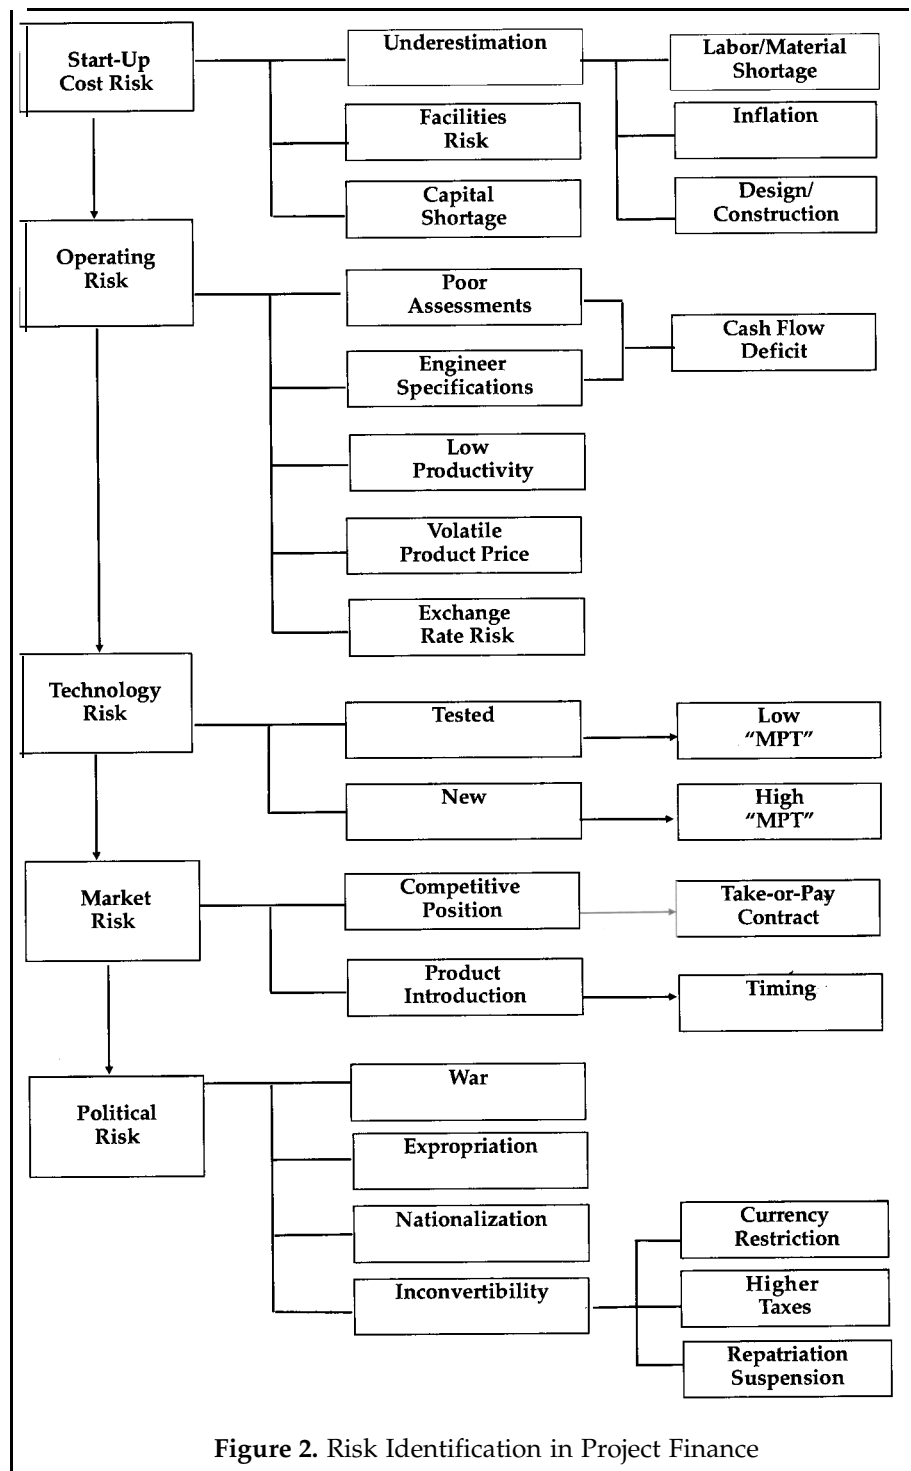 Start-Up
Cost Risk
Underestimation
Labor/Material
Shortage
Facilities
Risk
Inflation
Capital
Shortage
Design/
Construction
Operating
Risk
Poor
Assessments
Cash Flow
Deficit
Engineer
Specifications
Low
Productivity
Volatile
Product Price
Exchange
Rate Risk
Technology
Risk
Tested
Low
“MPT”
New
High
“MPT”
Market
Risk
Competitive
Position
Take-or-Pay
Contract
Product
Introduction
Timing
Political
Risk
War
Expropriation
Nationalization
Inconvertibility
Currency
Restriction
Higher
Taxes
Repatriation
Suspension
Figure 2. Risk Identification in Project Finance